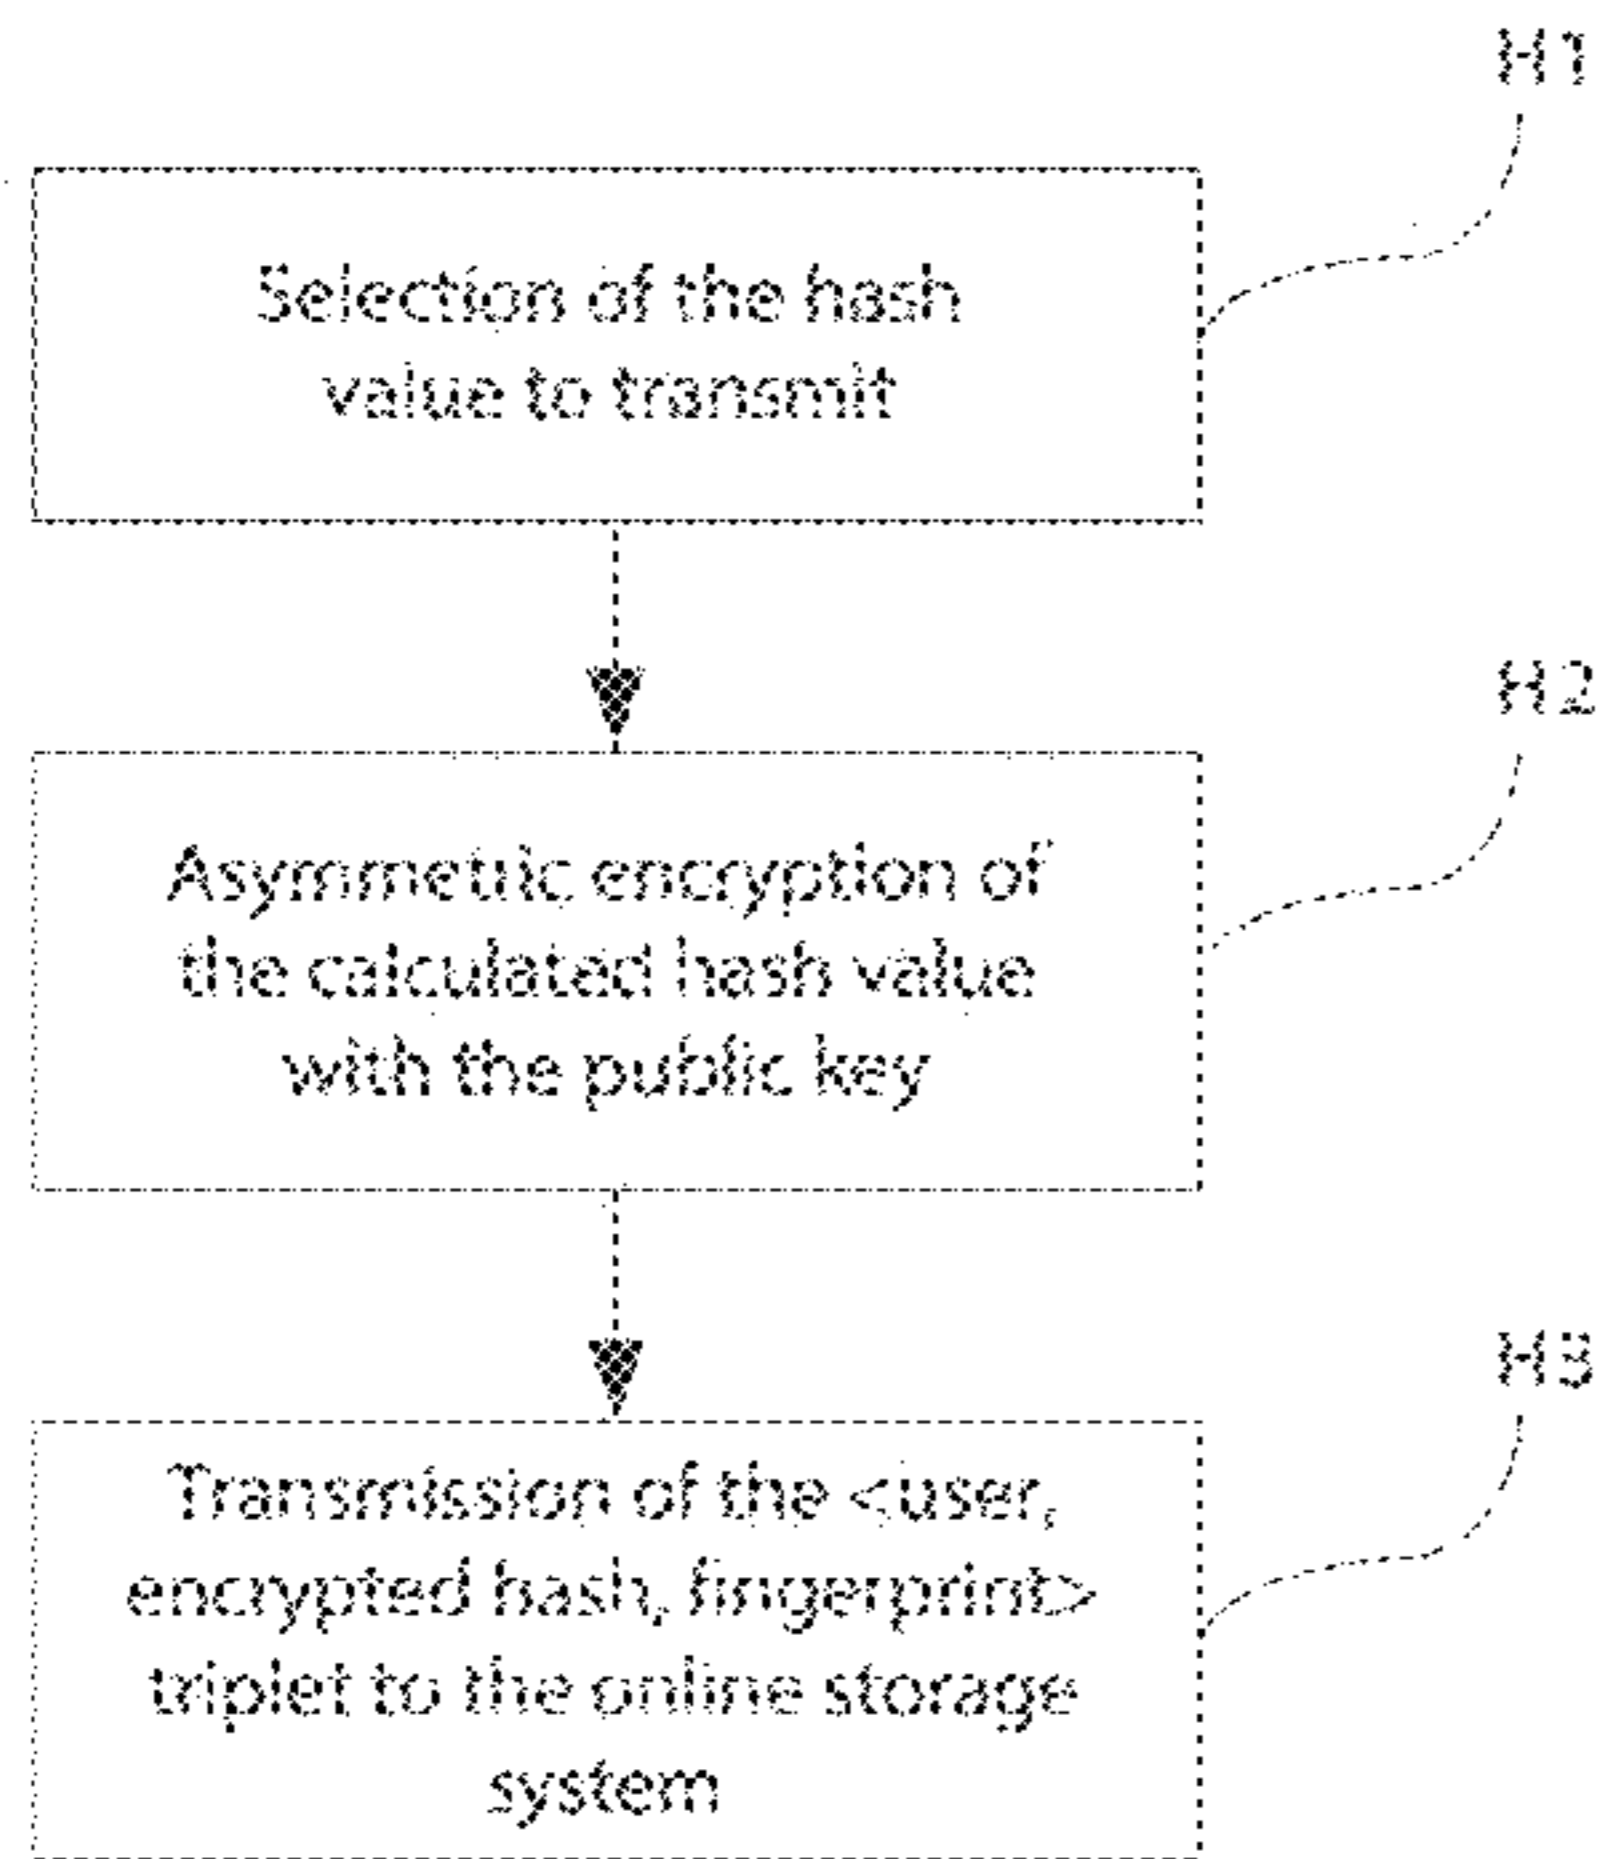 H1
Selection of the hash
value to transmit
H2
Asymmetric encryption of
the calculated hash value
with the public key
H3
Transmission of the <user,
encrypted hash, fingerprint>
triplet to the online storage
system